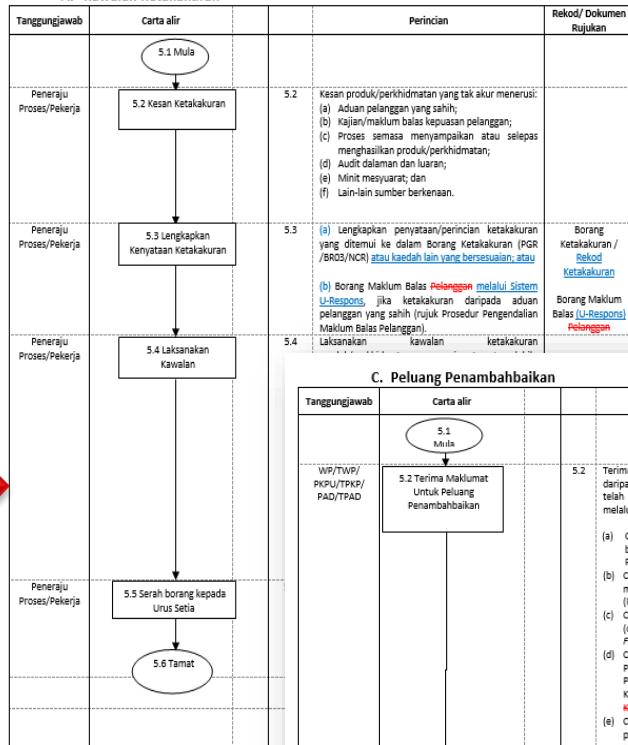 Tanggungjawab Carta alir Perincian Rekod/ Dokumen
Rujukan
5.1 Mula
Peneraju
Proses/Pekerja
5.2 Kesan Ketakakuran
5.2 Kesan produk/perkhidmatan yang tak akur menerusi:
(a) Aduan pelanggan yang sahih;
(b) Kajian/maklum balas kepuasan pelanggan;
(c) Proses semasa menyampaikan atau selepas
menghasilkan produk/perkhidmatan;
(d) Audit dalaman dan luaran;
(e) Minit mesyuarat; dan
(f) Lain-lain sumber berkenaan.
Peneraju
Proses/Pekerja
5.3 Lengkapkan
Kenyataan Ketakakuran
5.3 (a) Lengkapkan penyataan/perincian ketakakuran
yang ditemui ke dalam Borang Ketakakuran (PGR
/BR03/NCR) atau kaedah lain yang bersesuaian; atau
(b) Borang Maklum Balas Pelanggan melalui Sistem
U-Respons, jika ketakakuran daripada aduan
pelanggan yang sahih (rujuk Prosedur Pengendalian
Maklum Balas Pelanggan).
Borang
Ketakakuran /
Rekod
Ketakakuran
Borang Maklum
Balas (U-Respons)
Pelanggan
Peneraju
Proses/Pekerja
5.4 Laksanakan
Kawalan
5.4 Laksanakan kawalan ketakakuran
Peneraju
Proses/Pekerja
5.5 Serah borang kepada
Urus Setia
5.6 Tamat
C. Peluang Penambahbaikan
Tanggungjawab Carta alir
5.1
Mula
WP/TWP/
PKPU/TPKP/
PAD/TPAD
5.2 Terima Maklumat
Untuk Peluang
Penambahbaikan
5.2 Terima
daripa
telah
melalu
(a)
(b)
(c)
(d)
(e)